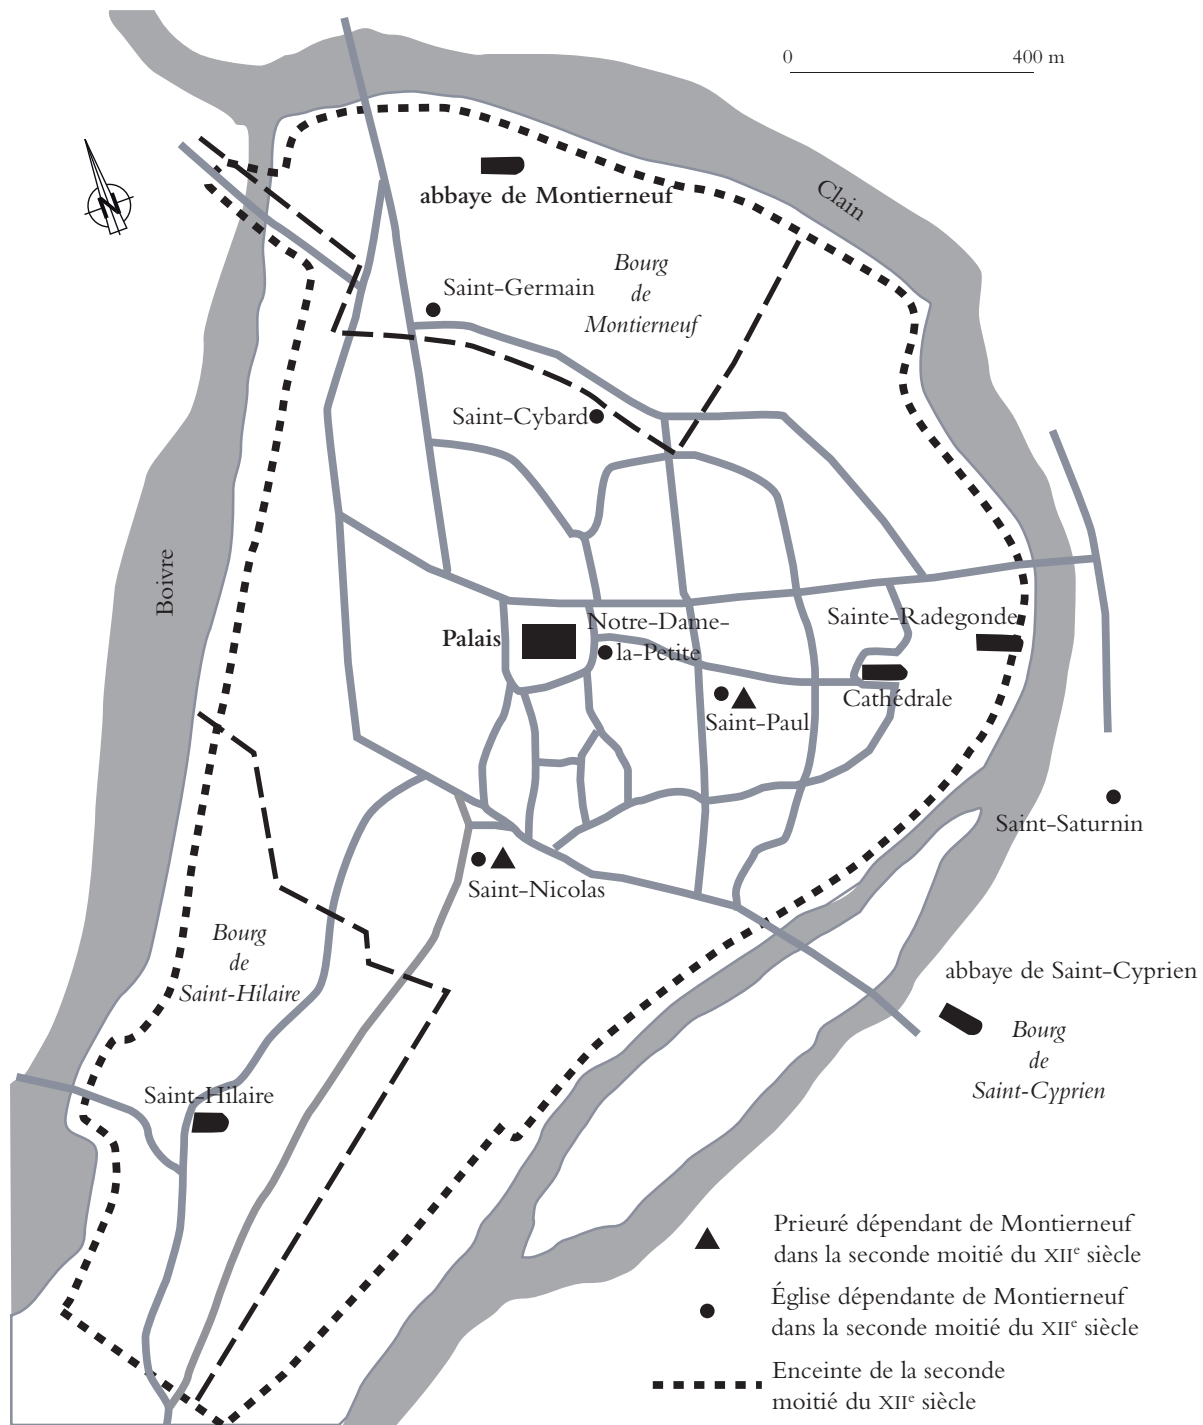 0 400 m
N
Clain
abbaye de Montierneuf
Bourg
de
Montierneuf
Saint-Germain
Saint-Cybard
Boivre
Palais
Notre-Dame-
la-Petite
Sainte-Radegonde
Cathédrale
Saint-Paul
Saint-Saturnin
Saint-Nicolas
Bourg
de
Saint-Hilaire
abbaye de Saint-Cyprien
Bourg
de
Saint-Cyprien
Saint-Hilaire
Prieuré dépendant de Montierneuf
dans la seconde moitié du XIIe siècle
Église dépendante de Montierneuf
dans la seconde moitié du XIIe siècle
Enceinte de la seconde
moitié du XIIe siècle